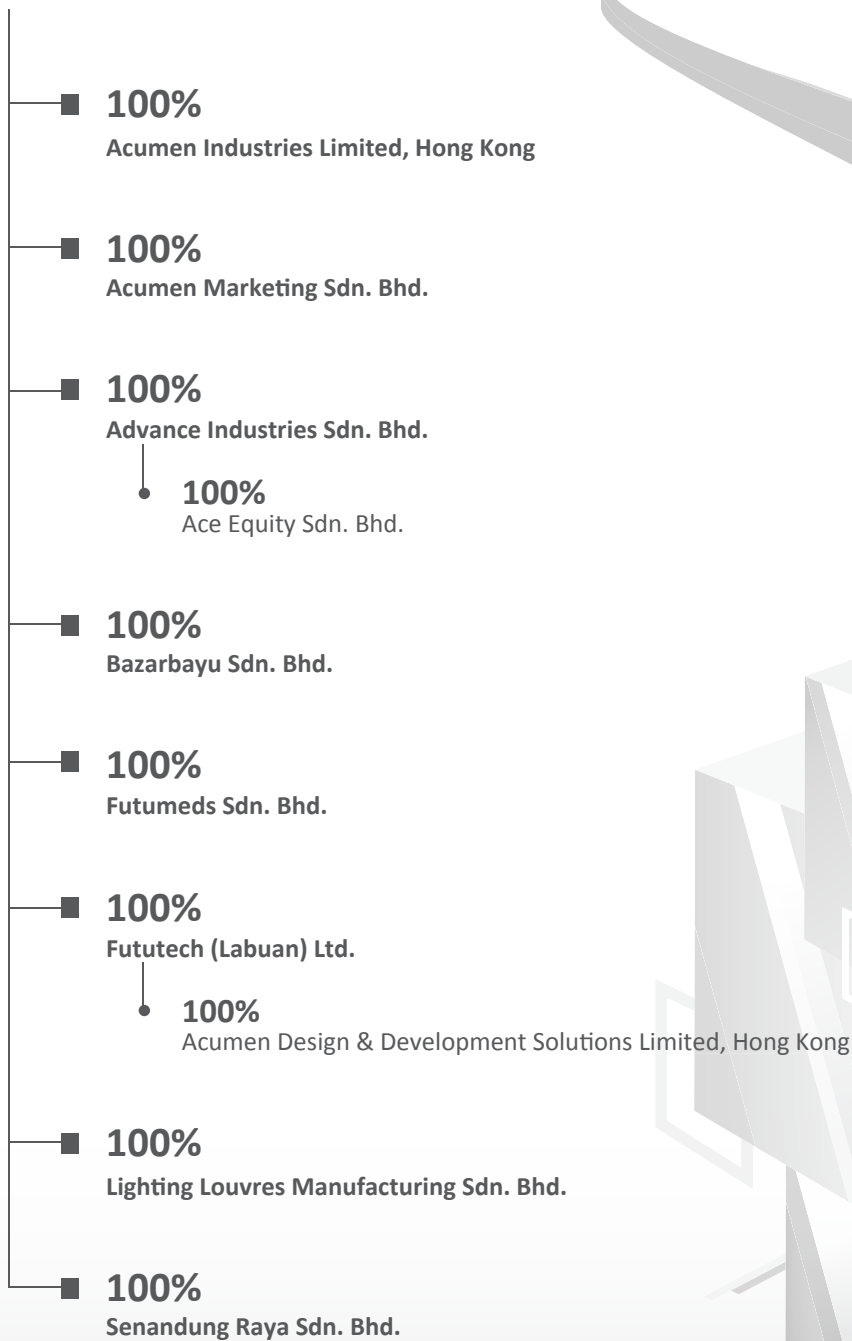 100%
Acumen Industries Limited, Hong Kong
100%
Acumen Marketing Sdn. Bhd.
100%
Advance Industries Sdn. Bhd.
100%
Ace Equity Sdn. Bhd.
100%
Bazarbayu Sdn. Bhd.
100%
Futumeds Sdn. Bhd.
100%
Fututech (Labuan) Ltd.
100%
Acumen Design & Development Solutions Limited, Hong Kong
100%
Lighting Louvres Manufacturing Sdn. Bhd.
100%
Senandung Raya Sdn. Bhd.